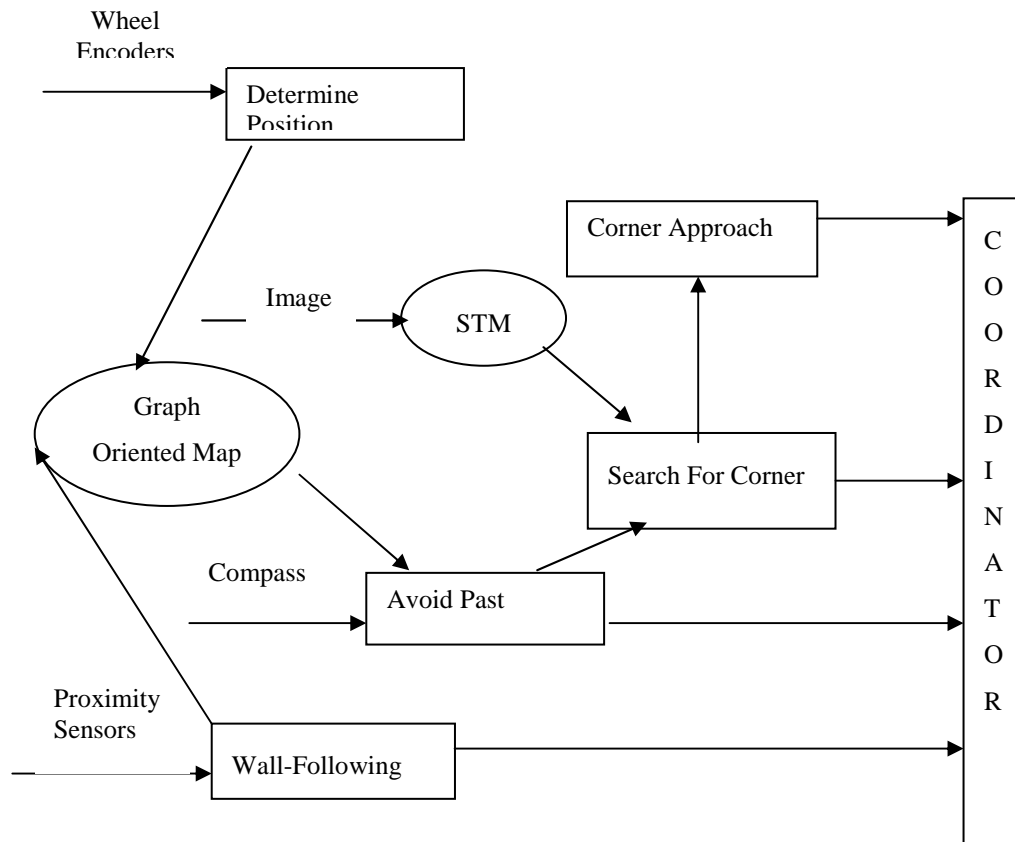 Wheel
Encoders
Determine
Position
Corner Approach
Image
STM
Graph
Oriented Map
Search For Corner
Compass
Avoid Past
Proximity
Sensors
Wall-Following
C
O
O
R
D
I
N
A
T
O
R